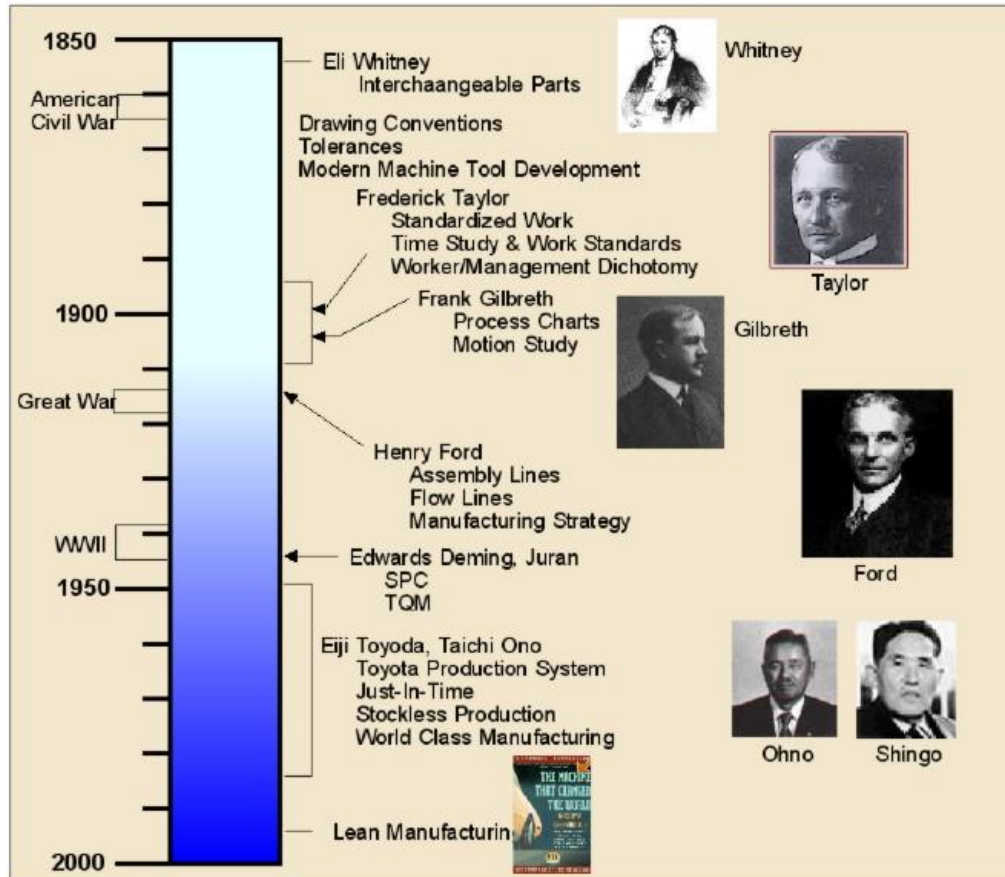 1850
Eli Whitney
Interchaangeable Parts
Whitney
American
Civil War
Drawing Conventions
Tolerances
Modern Machine Tool Development
Frederick Taylor
Standardized Work
Time Study & Work Standards
Worker/Management Dichotomy
Taylor
1900
Frank Gilbreth
Process Charts
Motion Study
Gilbreth
Great War
Henry Ford
Assembly Lines
Flow Lines
Manufacturing Strategy
Ford
WWII
Edwards Deming, Juran
SPC
TQM
1950
Eiji Toyoda, Taichi Ono
Toyota Production System
Just-In-Time
Stockless Production
World Class Manufacturing
Ohno
Shingo
THE MACHINE
THAT CHANGED
THE WORLD
Lean Manufacturin
2000